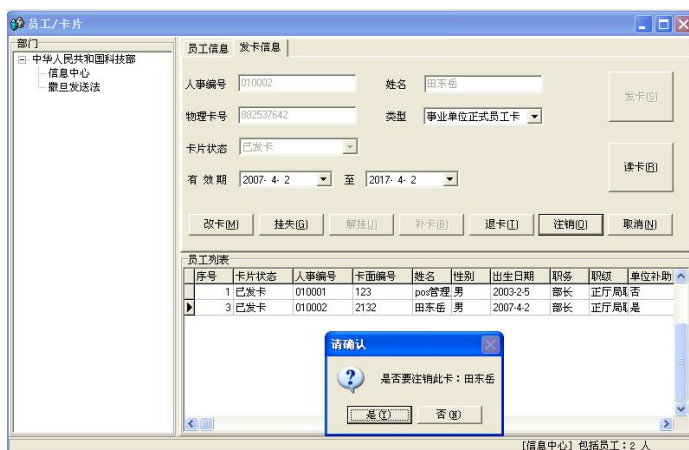 员工/卡片
部门
中华人民共和国科技部
信息中心
撒旦发送法
员工信息 发卡信息
人事编号 010002 姓名 田东岳
发卡(S)
物理卡号 882537642 类型 事业单位正式员工卡
卡片状态 已发卡
读卡(R)
有 效 期 2007- 4- 2 至 2017- 4- 2
改卡(M) 挂失(G) 解挂(J) 补卡(B) 退卡(T) 注销(O) 取消(N)
员工列表
序号 卡片状态 人事编号 卡面编号 姓名 性别 出生日期 职务 职级 单位补助
1 已发卡 010001 123 pos管理 男 2003-2-5 部长 正厅局职 否
3 已发卡 010002 2132 田东岳 男 2007-4-2 部长 正厅局职 是
请确认
是否要注销此卡：田东岳
是(Y) 否(N)
[信息中心] 包括员工：2 人